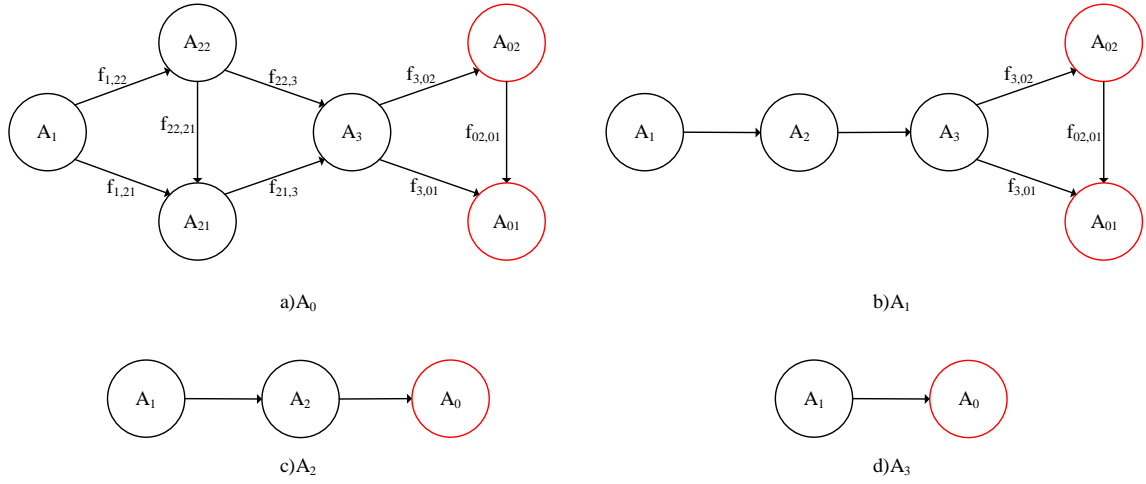 A₂₂
A₀₂
f₁,₂₂
f₂₂,₃
f₃,₀₂
A₁
f₂₂,₂₁
A₃
f₀₂,₀₁
f₁,₂₁
f₂₁,₃
f₃,₀₁
A₂₁
A₀₁
a)A₀
A₀₂
f₃,₀₂
A₁
A₂
A₃
f₀₂,₀₁
f₃,₀₁
A₀₁
b)A₁
A₁
A₂
A₀
c)A₂
A₁
A₀
d)A₃